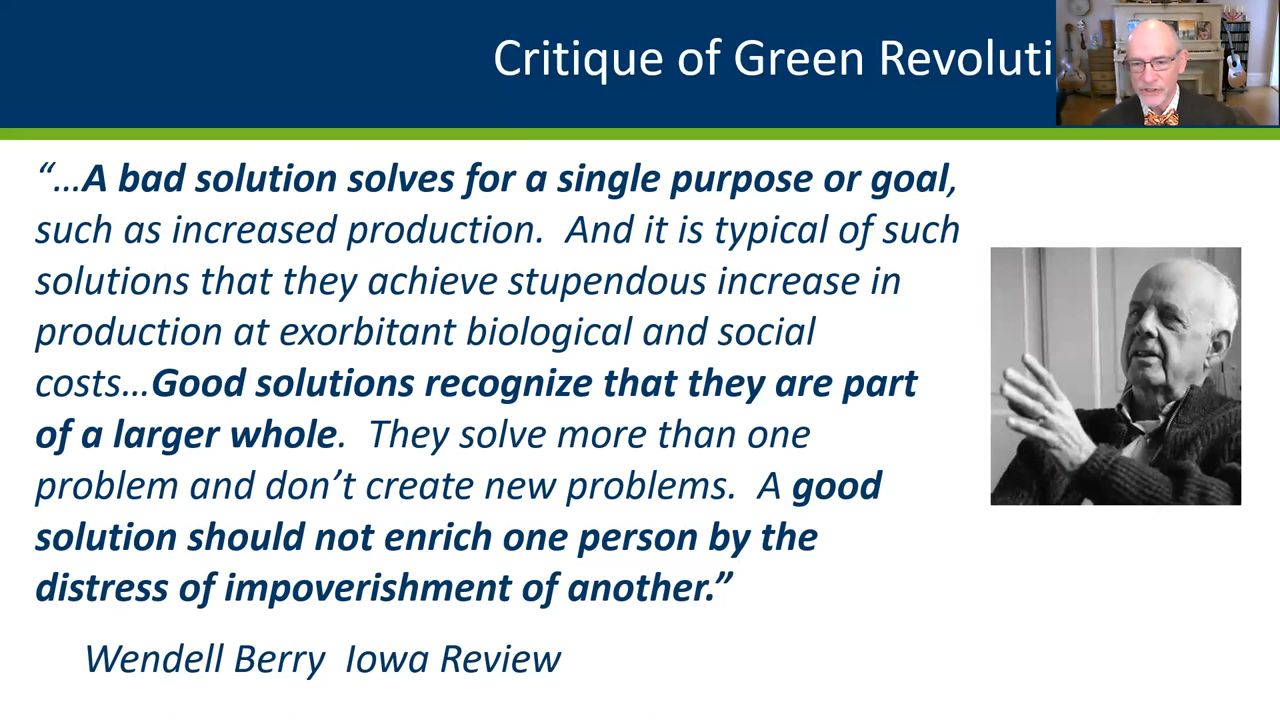 Critique of Green Revoluti
“…A bad solution solves for a single purpose or goal,
such as increased production.  And it is typical of such
solutions that they achieve stupendous increase in
production at exorbitant biological and social
costs…Good solutions recognize that they are part
of a larger whole.  They solve more than one
problem and don’t create new problems.  A good
solution should not enrich one person by the
distress of impoverishment of another.”
Wendell Berry  Iowa Review